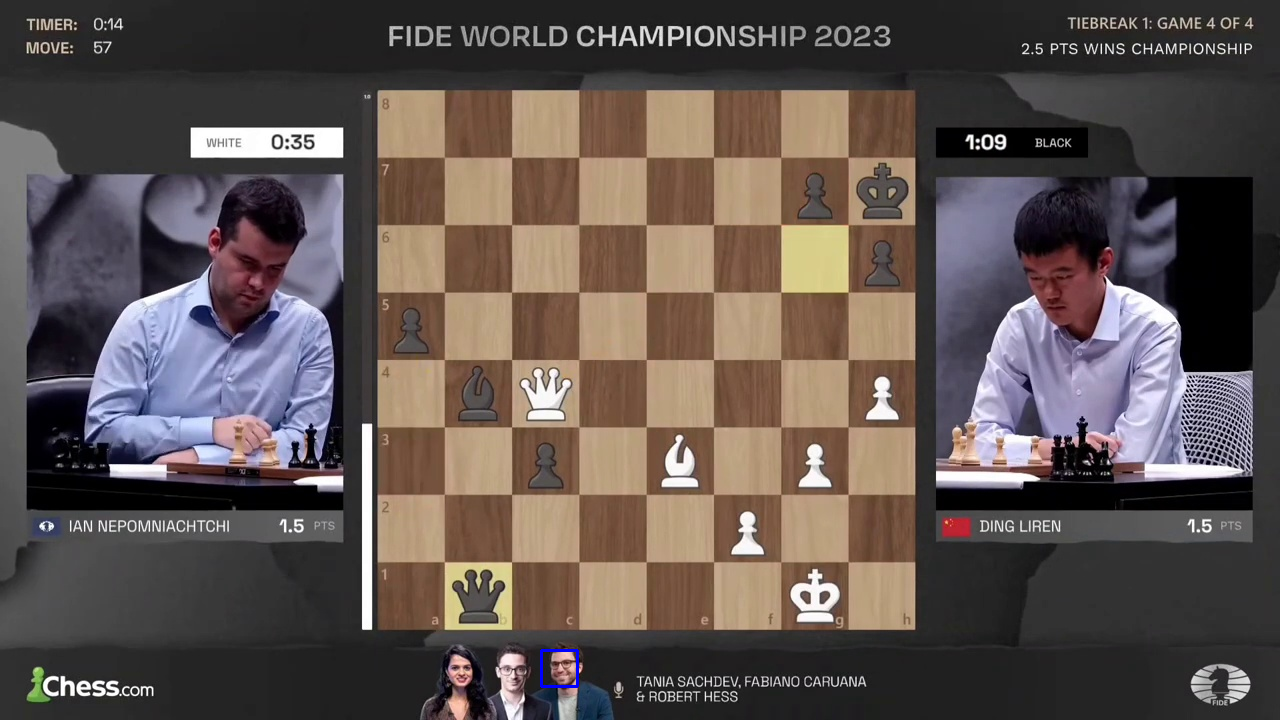 TIMER: 0:14
MOVE: 57
FIDE WORLD CHAMPIONSHIP 2023
TIEBREAK 1: GAME 4 OF 4
2.5 PTS WINS CHAMPIONSHIP
WHITE 0:35
1:09 BLACK
1.0
8
7
6
5
4
3
2
1
a b c d e f g h
IAN NEPOMNIACHTCHI 1.5 PTS
DING LIREN 1.5 PTS
Chess.com
TANIA SACHDEV, FABIANO CARUANA
& ROBERT HESS
FIDE